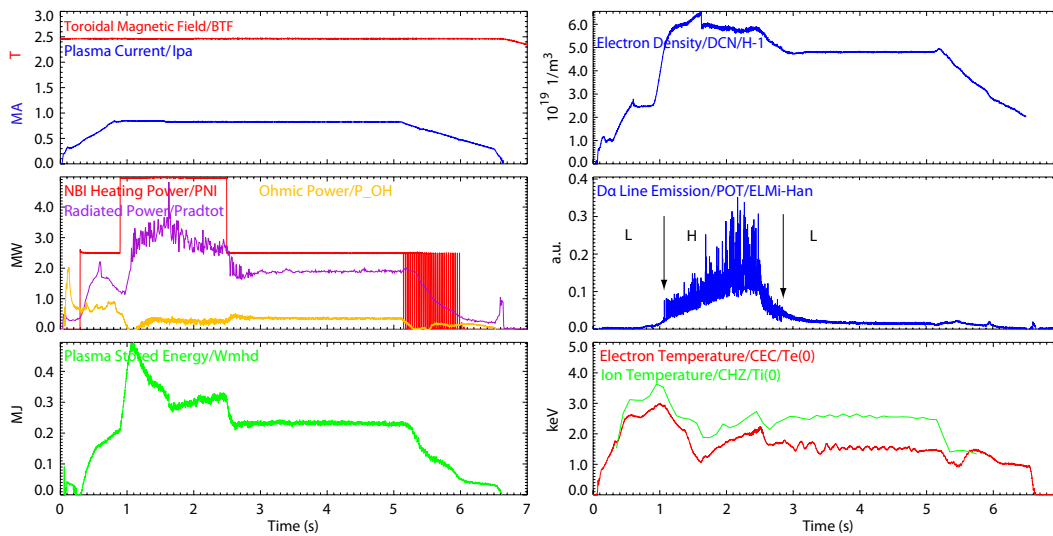 Toroidal Magnetic Field/BTF
Plasma Current/ Ipa
T
MA
3.0
2.5
2.0
1.5
1.0
0.5
0.0
Electron Density/DCN/H-1
10^19 1/m^3
6.0
5.0
4.0
3.0
2.0
1.0
0.0
NBI Heating Power/PNI
Ohmic Power/P_OH
Radiated Power/Pradtot
MW
4.0
3.0
2.0
1.0
0.0
Dα Line Emission/POT/ELMi-Han
L
H
L
a.u.
0.4
0.3
0.2
0.1
0.0
Plasma Stored Energy/Wmhd
MJ
0.4
0.3
0.2
0.1
0.0
0 1 2 3 4 5 6 7
Time (s)
Electron Temperature/CEC/Te(0)
Ion Temperature/CHZ/Ti(0)
keV
5.0
4.0
3.0
2.0
1.0
0.0
0 1 2 3 4 5 6
Time (s)